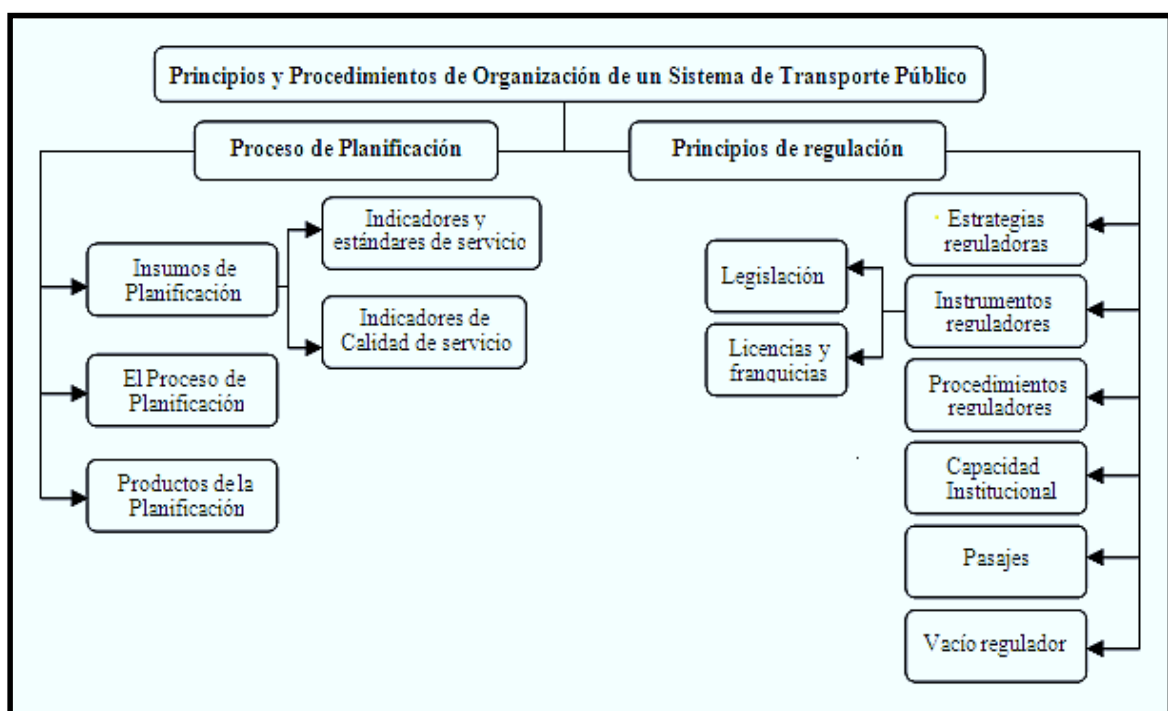 Principios y Procedimientos de Organización de un Sistema de Transporte Público
Proceso de Planificación
Principios de regulación
Insumos de
Planificación
Indicadores y
estándares de servicio
Indicadores de
Calidad de servicio
El Proceso de
Planificación
Productos de la
Planificación
Estrategias
reguladoras
Instrumentos
reguladores
Legislación
Licencias y
franquicias
Procedimientos
reguladores
Capacidad
Institucional
Pasajes
Vacío regulador